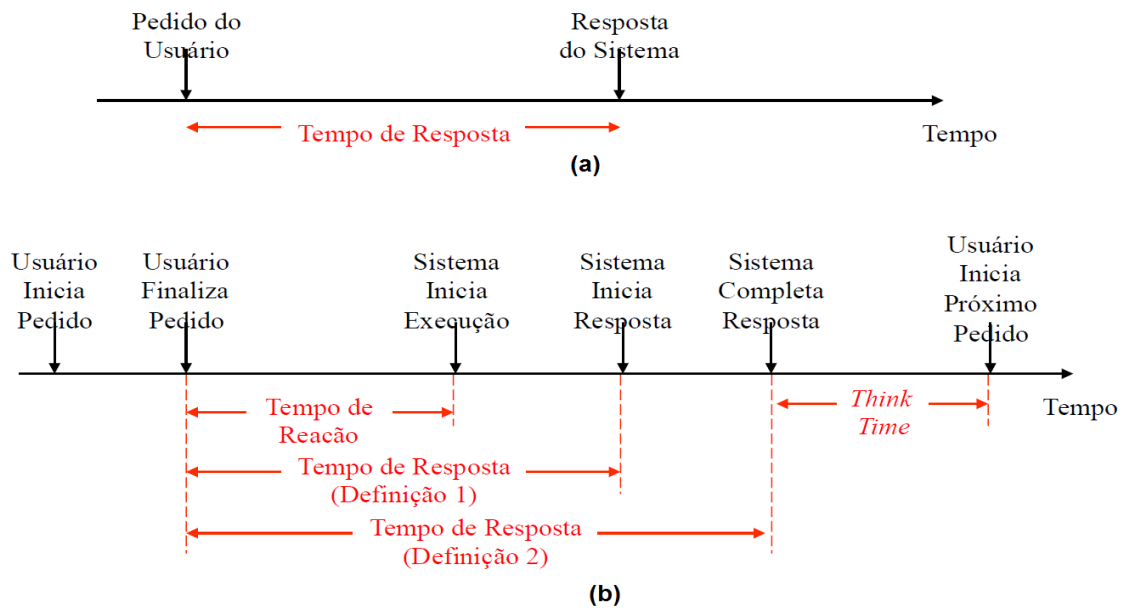 Pedido do
Usuário
Resposta
do Sistema
Tempo de Resposta
Tempo
(a)
Usuário
Inicia
Pedido
Usuário
Finaliza
Pedido
Sistema
Inicia
Execução
Sistema
Inicia
Resposta
Sistema
Completa
Resposta
Usuário
Inicia
Próximo
Pedido
Tempo de
Reacão
Think
Time
Tempo
Tempo de Resposta
(Definição 1)
Tempo de Resposta
(Definição 2)
(b)